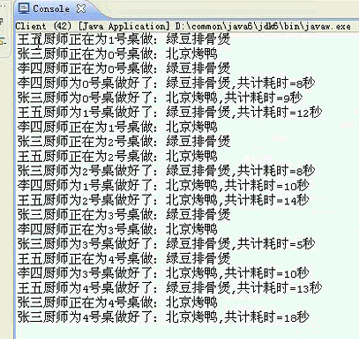 Console
Client (42) [Java Application] D:\common\java6\jdk6\bin\javaw.exe
王五厨师正在为1号桌做：绿豆排骨煲
张三厨师正在为0号桌做：北京烤鸭
李四厨师正在为0号桌做：绿豆排骨煲
李四厨师为0号桌做好了：绿豆排骨煲,共计耗时=8秒
张三厨师为0号桌做好了：北京烤鸭,共计耗时=9秒
王五厨师为1号桌做好了：绿豆排骨煲,共计耗时=12秒
李四厨师正在为1号桌做：北京烤鸭
张三厨师正在为2号桌做：绿豆排骨煲
王五厨师正在为2号桌做：北京烤鸭
张三厨师为2号桌做好了：绿豆排骨煲,共计耗时=8秒
李四厨师为1号桌做好了：北京烤鸭,共计耗时=10秒
王五厨师为2号桌做好了：北京烤鸭,共计耗时=14秒
张三厨师正在为3号桌做：绿豆排骨煲
李四厨师正在为3号桌做：北京烤鸭
张三厨师为3号桌做好了：绿豆排骨煲,共计耗时=5秒
王五厨师正在为4号桌做：绿豆排骨煲
李四厨师为3号桌做好了：北京烤鸭,共计耗时=10秒
王五厨师为4号桌做好了：绿豆排骨煲,共计耗时=13秒
张三厨师正在为4号桌做：北京烤鸭
张三厨师为4号桌做好了：北京烤鸭,共计耗时=18秒